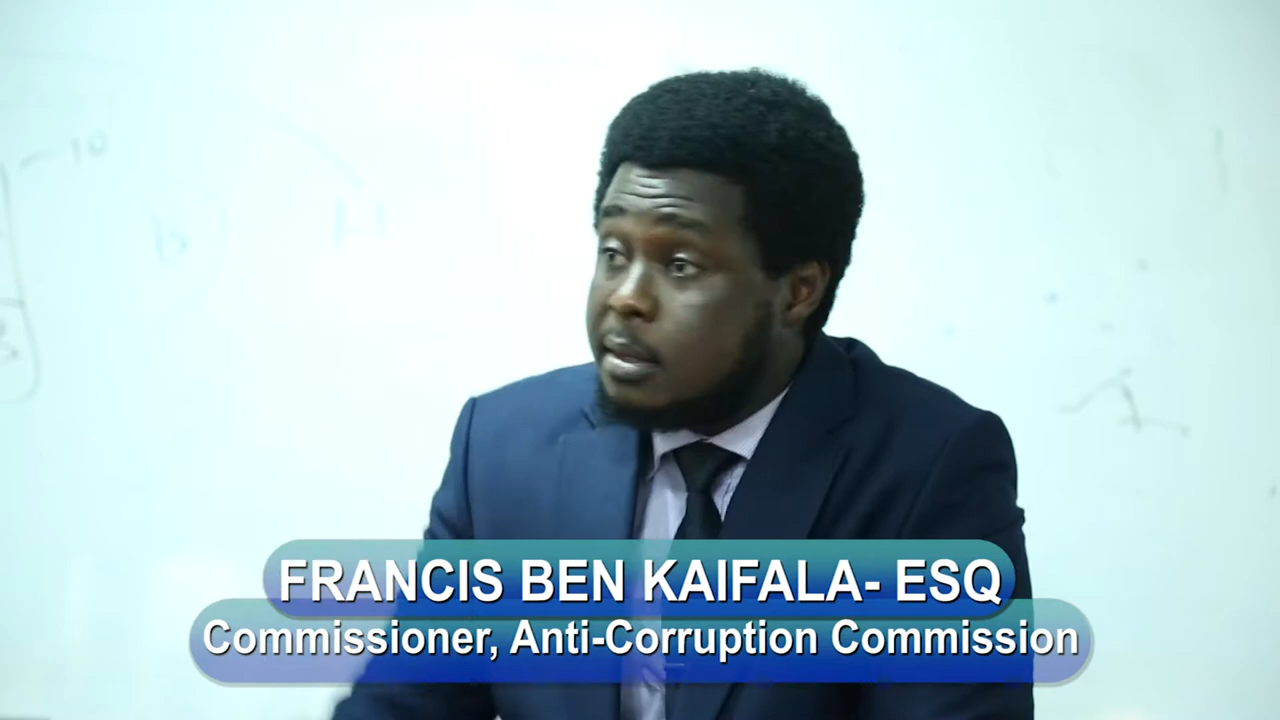 FRANCIS BEN KAIFALA- ESQ
Commissioner, Anti-Corruption Commission